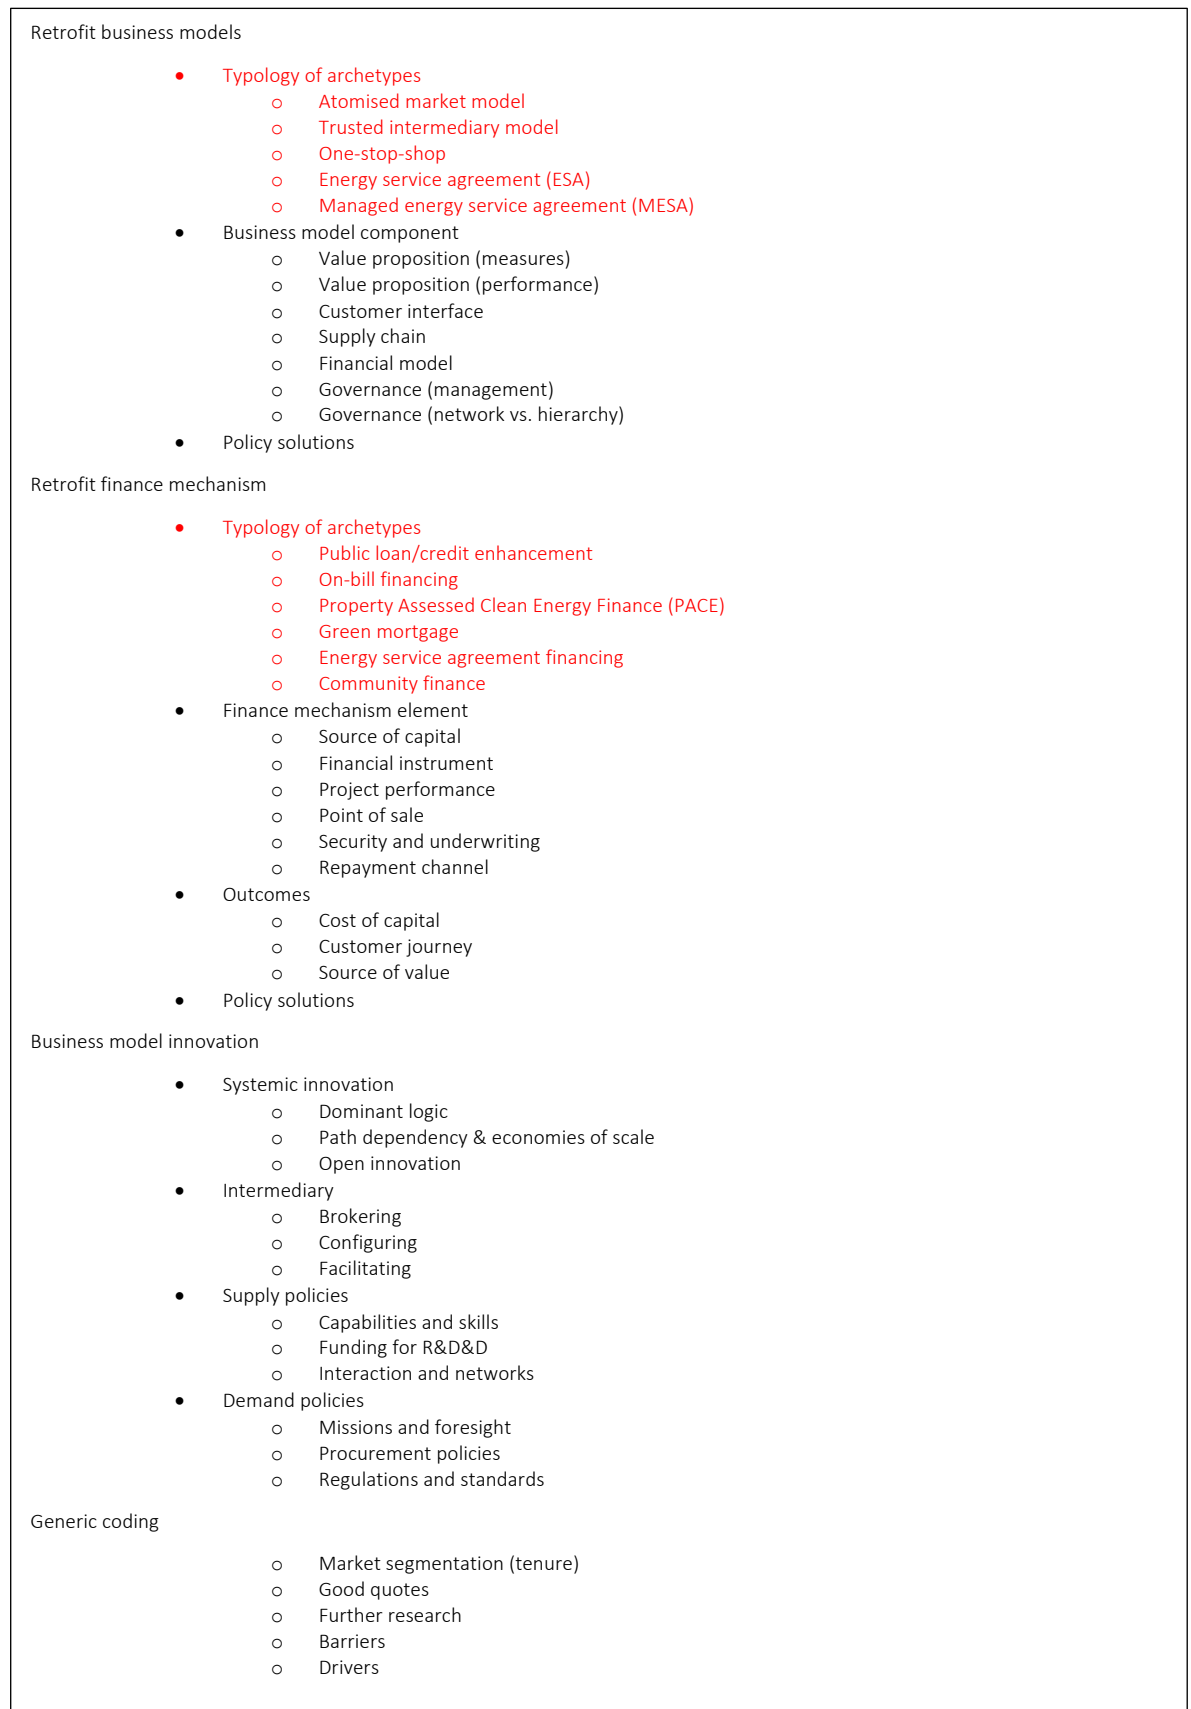 Retrofit business models
• Typology of archetypes
o Atomised market model
o Trusted intermediary model
o One-stop-shop
o Energy service agreement (ESA)
o Managed energy service agreement (MESA)
• Business model component
o Value proposition (measures)
o Value proposition (performance)
o Customer interface
o Supply chain
o Financial model
o Governance (management)
o Governance (network vs. hierarchy)
• Policy solutions
Retrofit finance mechanism
• Typology of archetypes
o Public loan/credit enhancement
o On-bill financing
o Property Assessed Clean Energy Finance (PACE)
o Green mortgage
o Energy service agreement financing
o Community finance
• Finance mechanism element
o Source of capital
o Financial instrument
o Project performance
o Point of sale
o Security and underwriting
o Repayment channel
• Outcomes
o Cost of capital
o Customer journey
o Source of value
• Policy solutions
Business model innovation
• Systemic innovation
o Dominant logic
o Path dependency & economies of scale
o Open innovation
• Intermediary
o Brokering
o Configuring
o Facilitating
• Supply policies
o Capabilities and skills
o Funding for R&D&D
o Interaction and networks
• Demand policies
o Missions and foresight
o Procurement policies
o Regulations and standards
Generic coding
o Market segmentation (tenure)
o Good quotes
o Further research
o Barriers
o Drivers